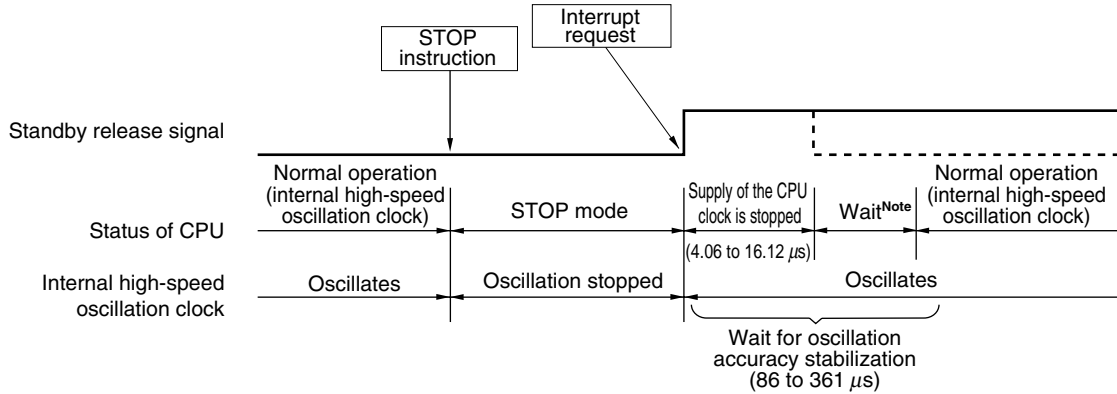 STOP
instruction
Interrupt
request
Standby release signal
Normal operation
(internal high-speed
oscillation clock)
Status of CPU
STOP mode
Supply of the CPU
clock is stopped
(4.06 to 16.12 μs)
WaitNote
Normal operation
(internal high-speed
oscillation clock)
Internal high-speed
oscillation clock
Oscillates
Oscillation stopped
Oscillates
Wait for oscillation
accuracy stabilization
(86 to 361 μs)